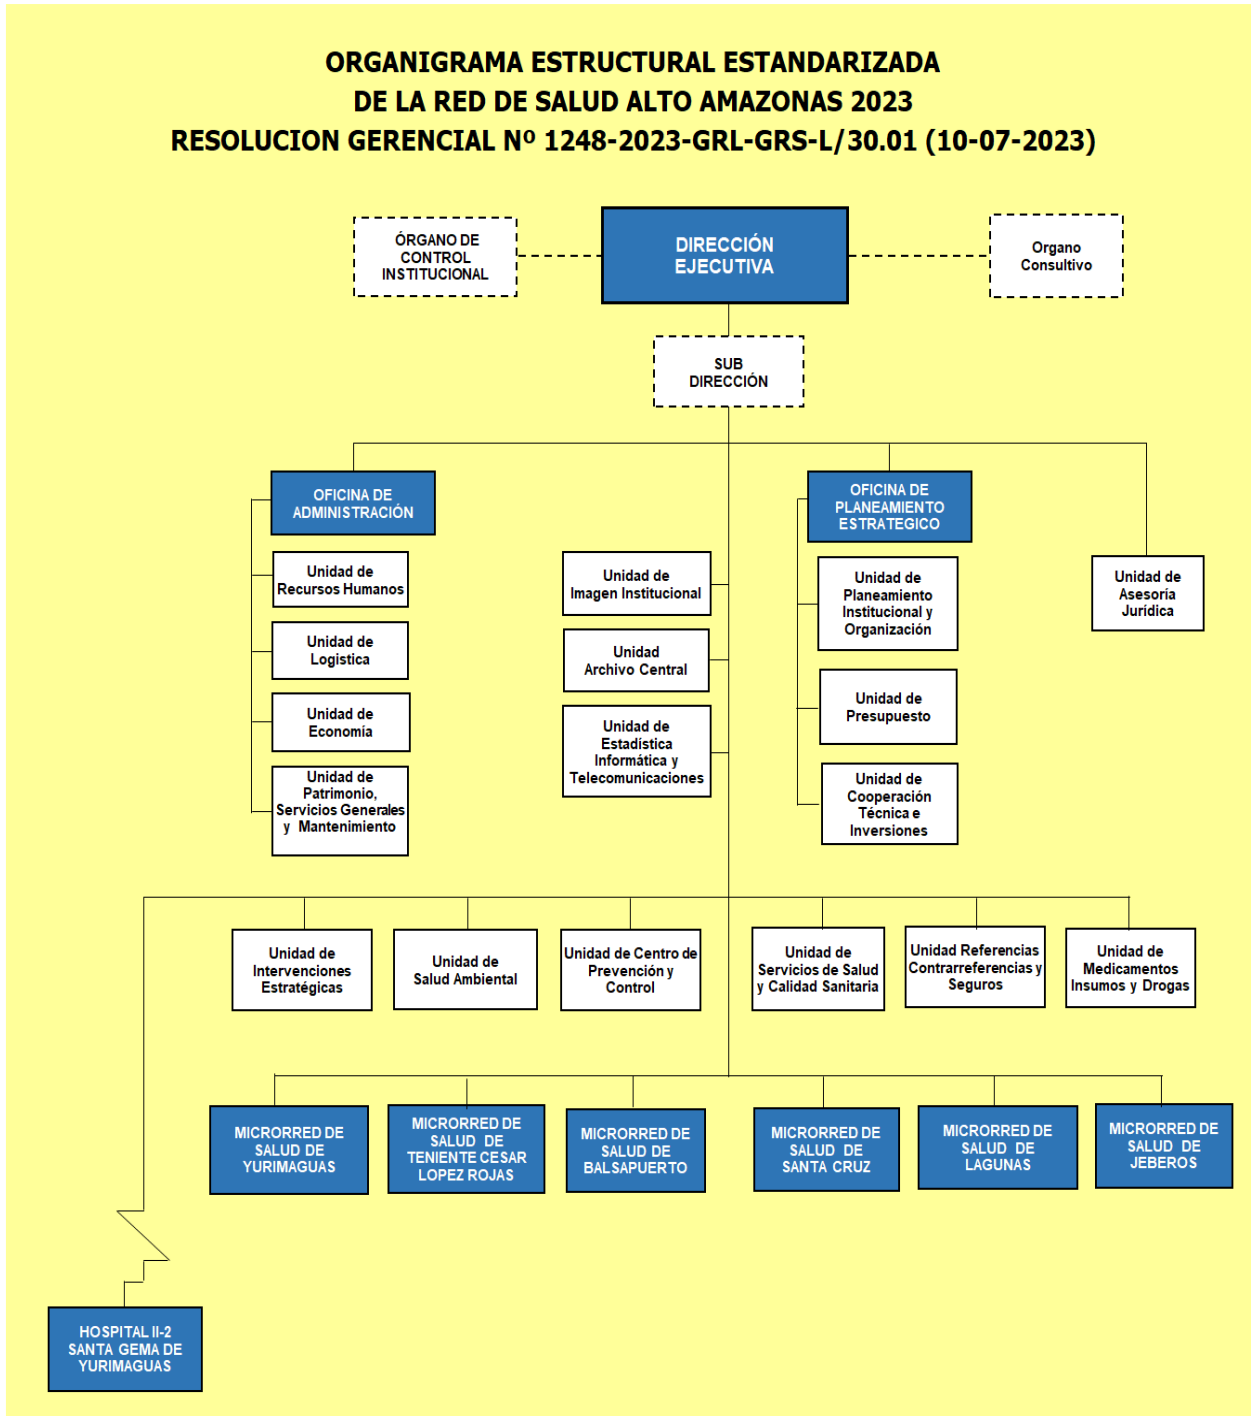 ORGANIGRAMA ESTRUCTURAL ESTANDARIZADA
DE LA RED DE SALUD ALTO AMAZONAS 2023
RESOLUCION GERENCIAL Nº 1248-2023-GRL-GRS-L/30.01 (10-07-2023)
ÓRGANO DE
CONTROL
INSTITUCIONAL
DIRECCIÓN
EJECUTIVA
Organo
Consultivo
SUB
DIRECCIÓN
OFICINA DE
ADMINISTRACIÓN
OFICINA DE
PLANEAMIENTO
ESTRATEGICO
Unidad de
Recursos Humanos
Unidad de
Logistica
Unidad de
Economía
Unidad de
Patrimonio,
Servicios Generales
y Mantenimiento
Unidad de
Imagen Institucional
Unidad
Archivo Central
Unidad de
Estadística
Informática y
Telecomunicaciones
Unidad de
Planeamiento
Institucional y
Organización
Unidad de
Presupuesto
Unidad de
Cooperación
Técnica e
Inversiones
Unidad de
Asesoría
Jurídica
Unidad de
Intervenciones
Estratégicas
Unidad de
Salud Ambiental
Unidad de Centro de
Prevención y
Control
Unidad de
Servicios de Salud
y Calidad Sanitaria
Unidad Referencias
Contrarreferencias y
Seguros
Unidad de
Medicamentos
Insumos y Drogas
MICRORRED DE
SALUD DE
YURIMAGUAS
MICRORRED DE
SALUD DE
TENIENTE CESAR
LOPEZ ROJAS
MICRORRED DE
SALUD DE
BALSAPUERTO
MICRORRED DE
SALUD DE
SANTA CRUZ
MICRORRED DE
SALUD DE
LAGUNAS
MICRORRED DE
SALUD DE
JEBEROS
HOSPITAL II-2
SANTA GEMA DE
YURIMAGUAS